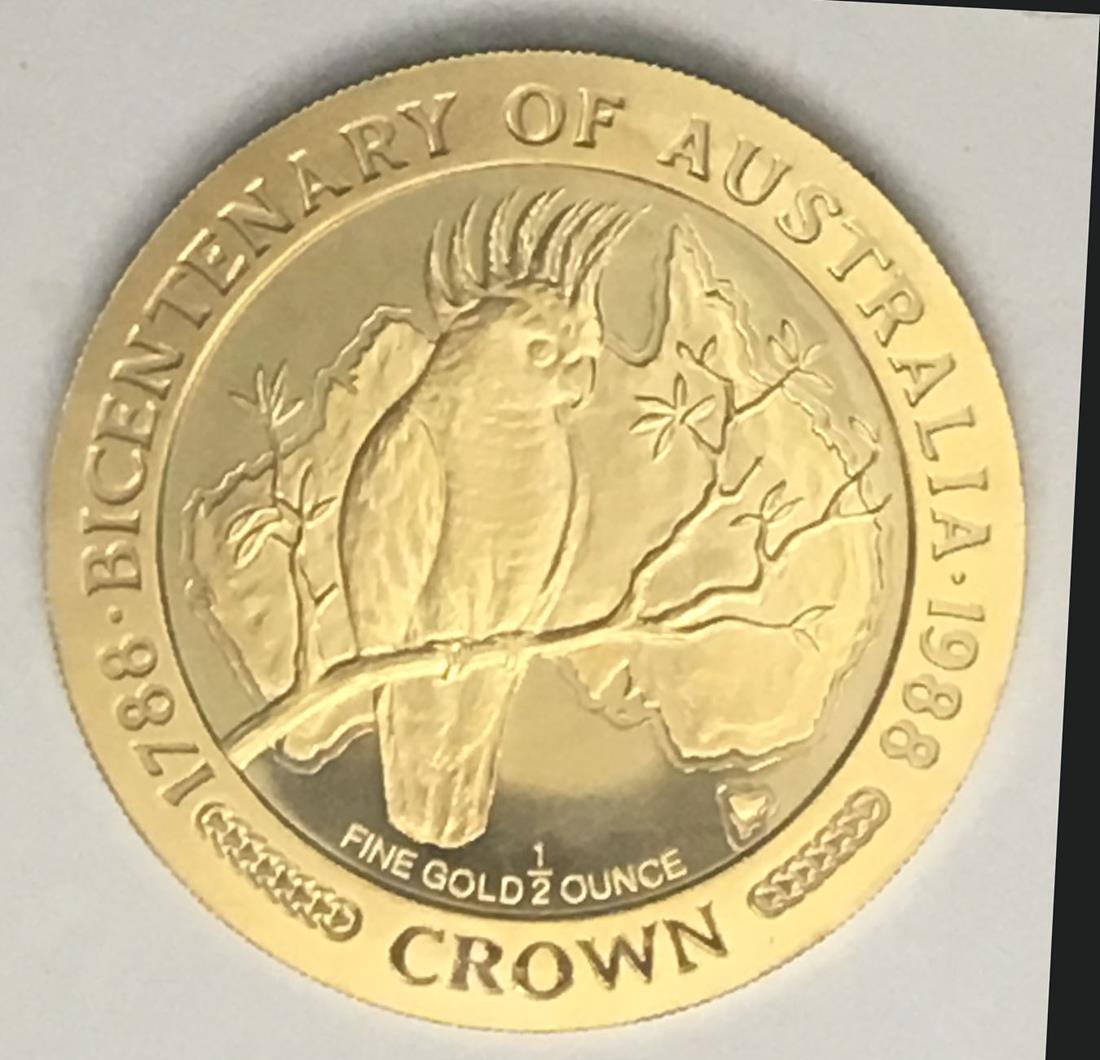 1788 · BICENTENARY OF AUSTRALIA · 1988
FINE GOLD 1/2 OUNCE
CROWN